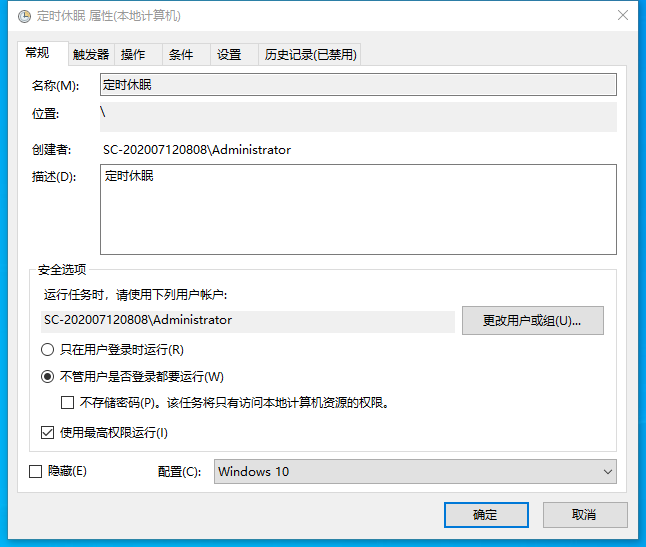 定时休眠 属性(本地计算机)
常规 触发器 操作 条件 设置 历史记录(已禁用)
名称(M): 定时休眠
位置: \
创建者: SC-202007120808\Administrator
描述(D): 定时休眠
安全选项
运行任务时，请使用下列用户帐户:
SC-202007120808\Administrator 更改用户或组(U)...
只在用户登录时运行(R)
不管用户是否登录都要运行(W)
不存储密码(P)。该任务将只有访问本地计算机资源的权限。
使用最高权限运行(I)
隐藏(E) 配置(C): Windows 10
确定 取消